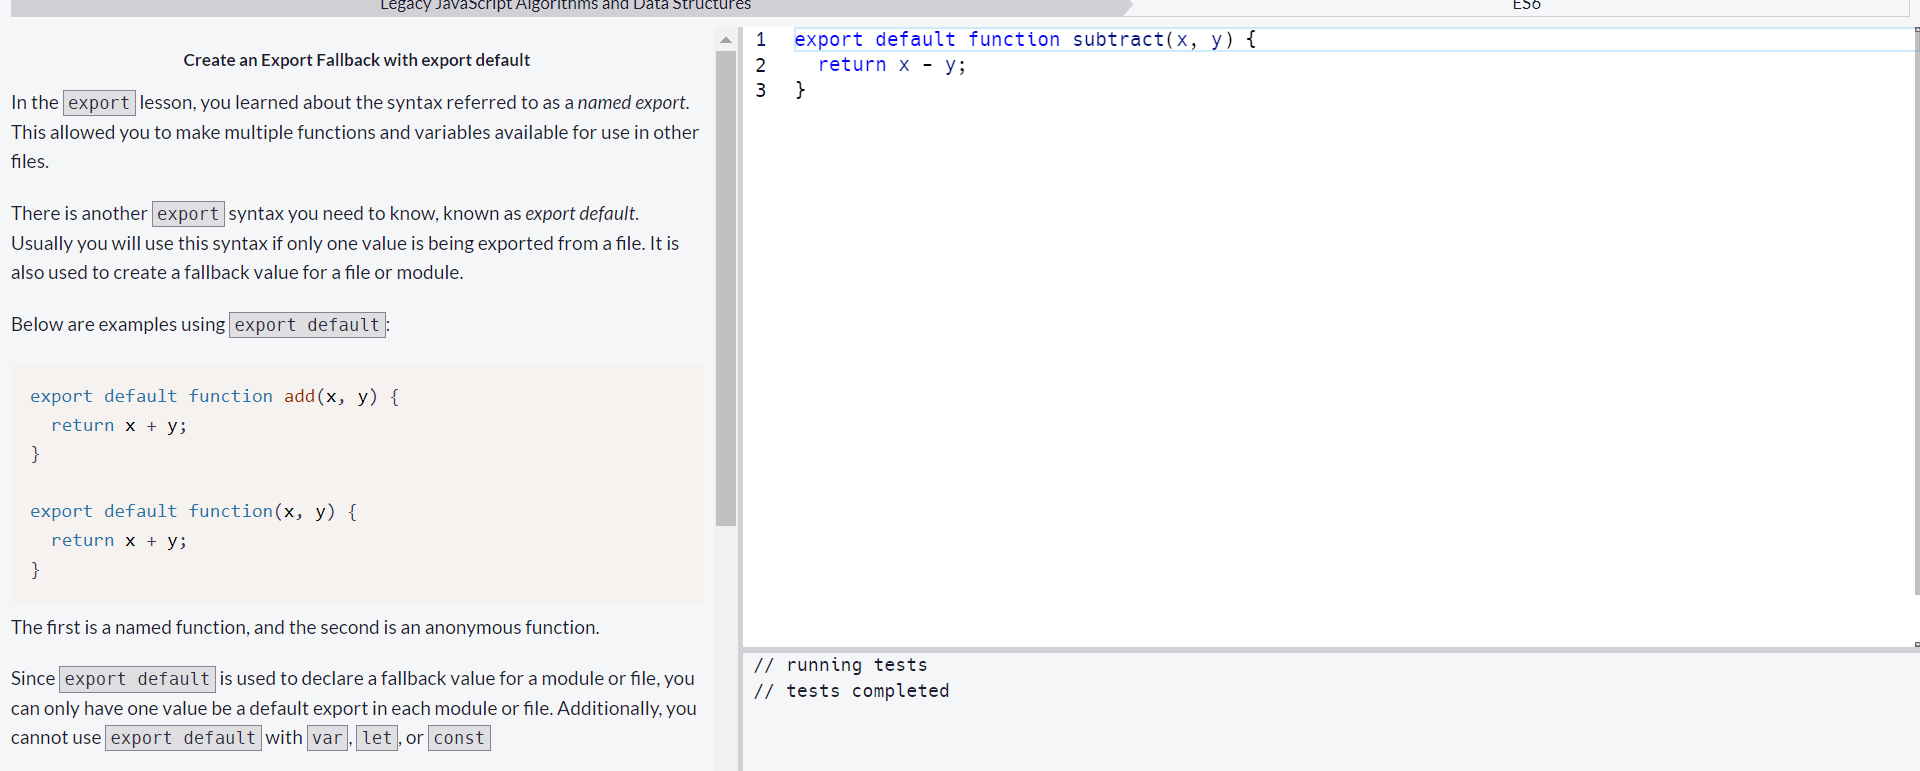 Legacy JavaScript Algorithms and Data Structures
ES6
Create an Export Fallback with export default
In the export lesson, you learned about the syntax referred to as a named export.
This allowed you to make multiple functions and variables available for use in other
files.
There is another export syntax you need to know, known as export default.
Usually you will use this syntax if only one value is being exported from a file. It is
also used to create a fallback value for a file or module.
Below are examples using export default:
export default function add(x, y) {
  return x + y;
}
export default function(x, y) {
  return x + y;
}
The first is a named function, and the second is an anonymous function.
Since export default is used to declare a fallback value for a module or file, you
can only have one value be a default export in each module or file. Additionally, you
cannot use export default with var, let, or const
1 export default function subtract(x, y) {
2   return x - y;
3 }
// running tests
// tests completed